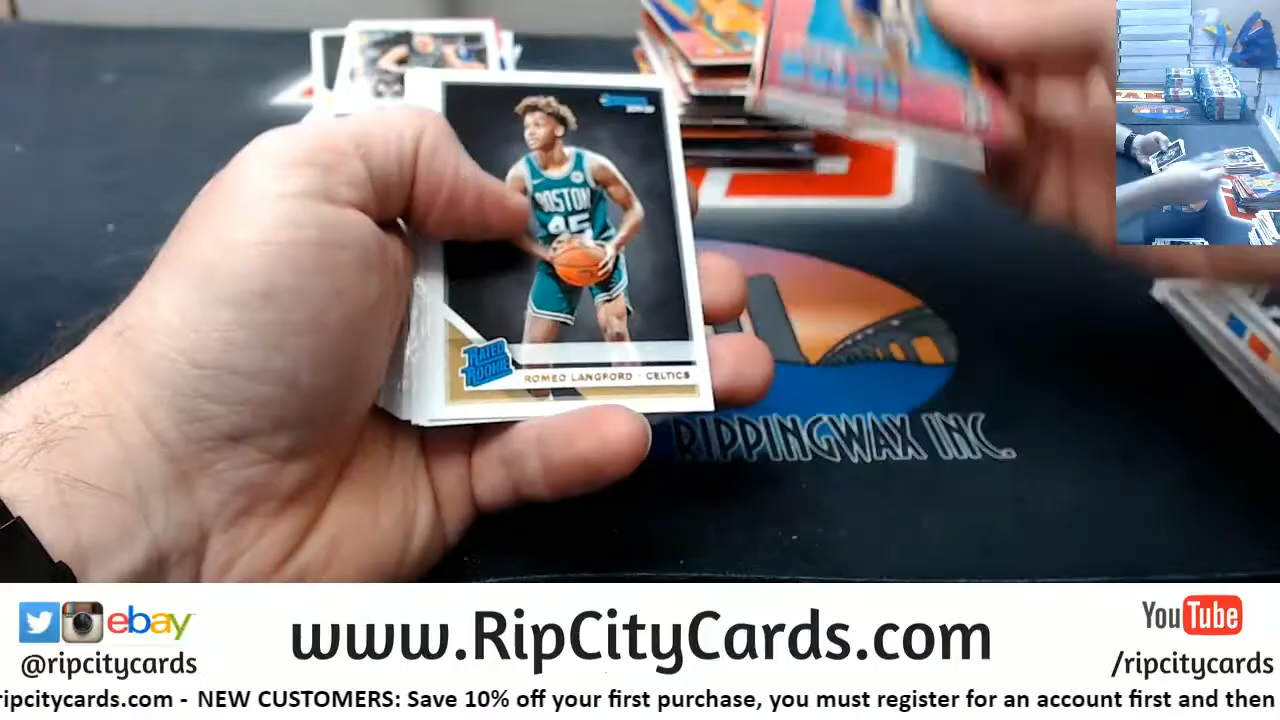 BOSTON
45
RATED ROOKIE
ROMEO LANGFORD · CELTICS
RIPPINGWAX INC.
ebay
@ripcitycards
www.RipCityCards.com
YouTube
/ripcitycards
ripcitycards.com - NEW CUSTOMERS: Save 10% off your first purchase, you must register for an account first and then